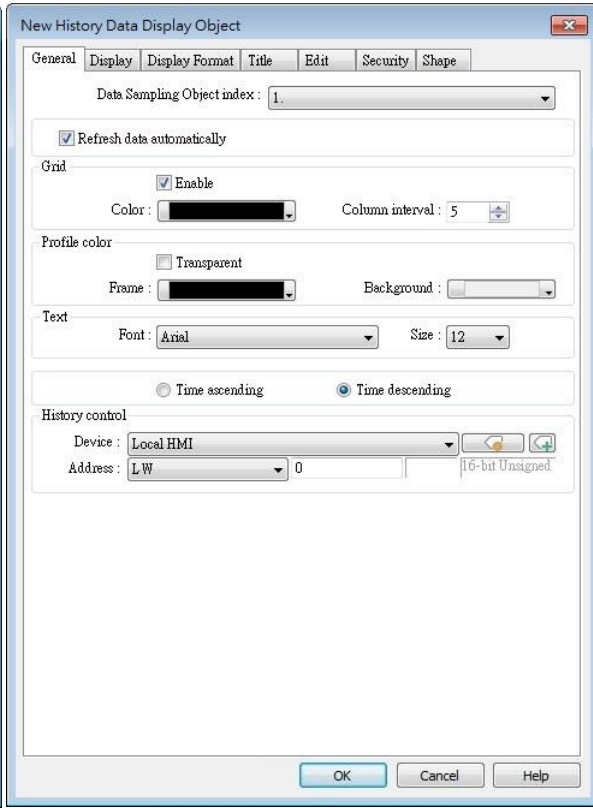 New History Data Display Object
General Display Display Format Title Edit Security Shape
Data Sampling Object index : 1.
Refresh data automatically
Grid
Enable
Color : Column interval : 5
Profile color
Transparent
Frame : Background :
Text
Font : Arial Size : 12
Time ascending Time descending
History control
Device : Local HMI
Address : LW 0 16-bit Unsigned
OK Cancel Help